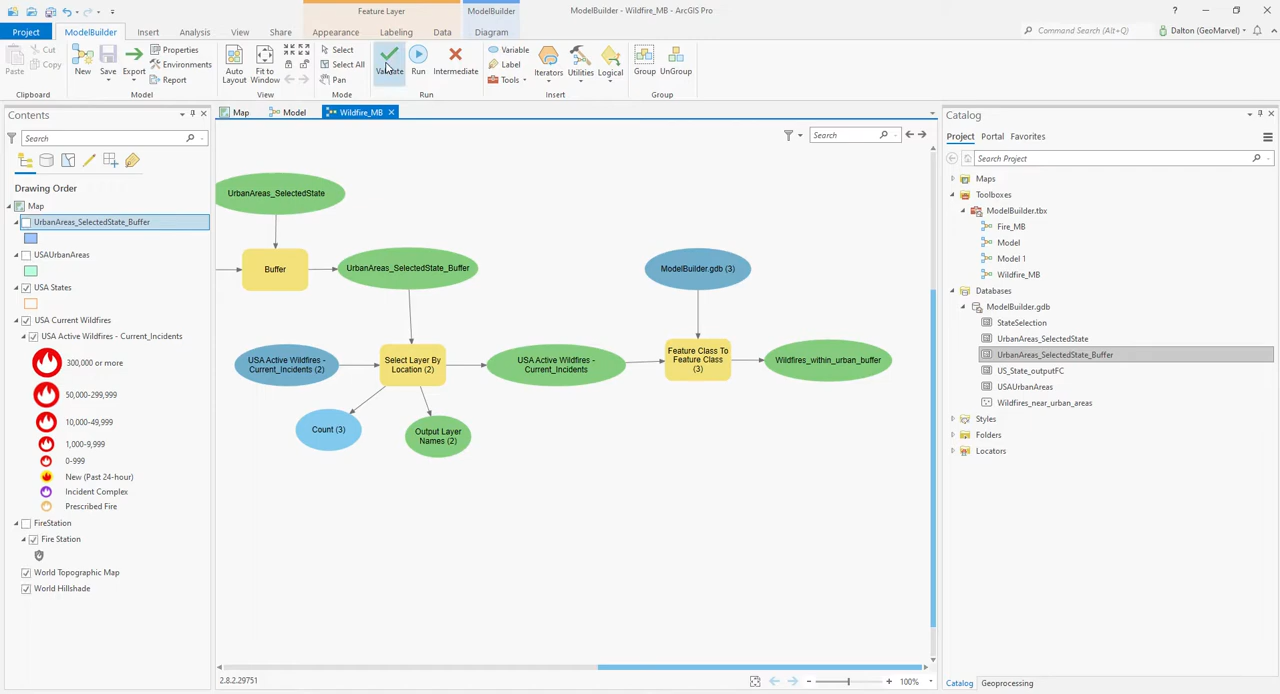 Feature Layer
ModelBuilder
ModelBuilder - Wildfire_MB - ArcGIS Pro
?
Project
ModelBuilder
Insert
Analysis
View
Share
Appearance
Labeling
Data
Diagram
Command Search (Alt+Q)
Dalton (GeoMarvel)
Paste
Cut
Copy
Clipboard
New
Save
Export
Properties
Environments
Report
Model
Auto Layout
Fit to Window
View
Select
Select All
Pan
Mode
Validate
Run
Intermediate
Run
Variable
Label
Tools
Iterators
Utilities
Logical
Insert
Group
UnGroup
Group
Contents
Search
Drawing Order
Map
UrbanAreas_SelectedState_Buffer
USAUrbanAreas
USA States
USA Current Wildfires
USA Active Wildfires - Current_Incidents
300,000 or more
50,000-299,999
10,000-49,999
1,000-9,999
0-999
New (Past 24-hour)
Incident Complex
Prescribed Fire
FireStation
Fire Station
World Topographic Map
World Hillshade
Map
Model
Wildfire_MB
Search
UrbanAreas_SelectedState
Buffer
UrbanAreas_SelectedState_Buffer
ModelBuilder.gdb (3)
USA Active Wildfires -
Current_Incidents (2)
Select Layer By
Location (2)
USA Active Wildfires -
Current_Incidents
Feature Class To
Feature Class
(3)
Wildfires_within_urban_buffer
Count (3)
Output Layer
Names (2)
2.8.2.29751
100%
Catalog
Project
Portal
Favorites
Search Project
Maps
Toolboxes
ModelBuilder.tbx
Fire_MB
Model
Model 1
Wildfire_MB
Databases
ModelBuilder.gdb
StateSelection
UrbanAreas_SelectedState
UrbanAreas_SelectedState_Buffer
US_State_outputFC
USAUrbanAreas
Wildfires_near_urban_areas
Styles
Folders
Locators
Catalog
Geoprocessing